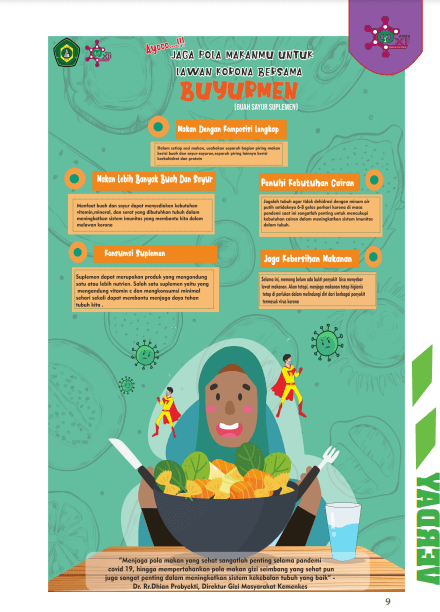 Ayooo....!!!
JAGA POLA MAKANMU UNTUK
LAWAN KORONA BERSAMA
BUYUPMEN
(BUAH SAYUR SUPLEMEN)
Makan Dengan Komposisi Lengkap
Dalam setiap sesi makan, usahakan separuh bagian piring makan
berisi buah dan sayur-sayuran, separuh piring lainnya berisi
karbohidrat dan protein
Makan Lebih Banyak Buah Dan Sayur
Manfaat buah dan sayur dapat menyediakan kebutuhan
vitamin,mineral, dan serat yang dibutuhkan tubuh dalam
meningkatkan sistem imunitas yang membantu kita dalam
melawan korona
Penuhi Kebutuhan Cairan
Jagalah tubuh agar tidak dehidrasi dengan minum air
putih setidaknya 6-8 gelas perhari karena di masa
pandemi saat ini sangatlah penting untuk mencukupi
kebutuhan cairan dalam meningkatkan sistem imunitas
dalam tubuh.
Konsumsi Suplemen
Suplemen dapat merupakan produk yang mengandung
satu atau lebih nutrien. Salah satu suplemen yaitu yang
mengandung vitamin c dan mengkonsumsi minimal
sehari sekali dapat membantu menjaga daya tahan
tubuh kita .
Jaga Kebersihan Makanan
Selama ini, memang belum ada bukti penyakit bisa menyebar
lewat makanan. Akan tetapi, menjaga makanan tetap higienis
tetap di perlukan dalam melindungi diri dari berbagai penyakit
termasuk virus korona
"Menjaga pola makan yang sehat sangatlah penting selama pandemi
covid 19, hingga mempertahankan pola makan gizi seimbang yang sehat pun
juga sangat penting dalam meningkatkan sistem kekebalan tubuh yang baik" -
Dr. Rr.Dhian Probyekti, Direktur Gizi Masyarakat Kemenkes
VERDAY
9